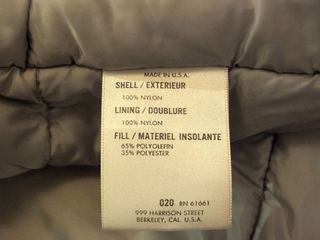 MADE IN U.S.A.
SHELL / EXTERIEUR
100% NYLON
LINING / DOUBLURE
100% NYLON
FILL / MATERIEL INSOLANTE
65% POLYOLEFIN
35% POLYESTER
020 RN 61661
999 HARRISON STREET
BERKELEY, CAL. U.S.A.